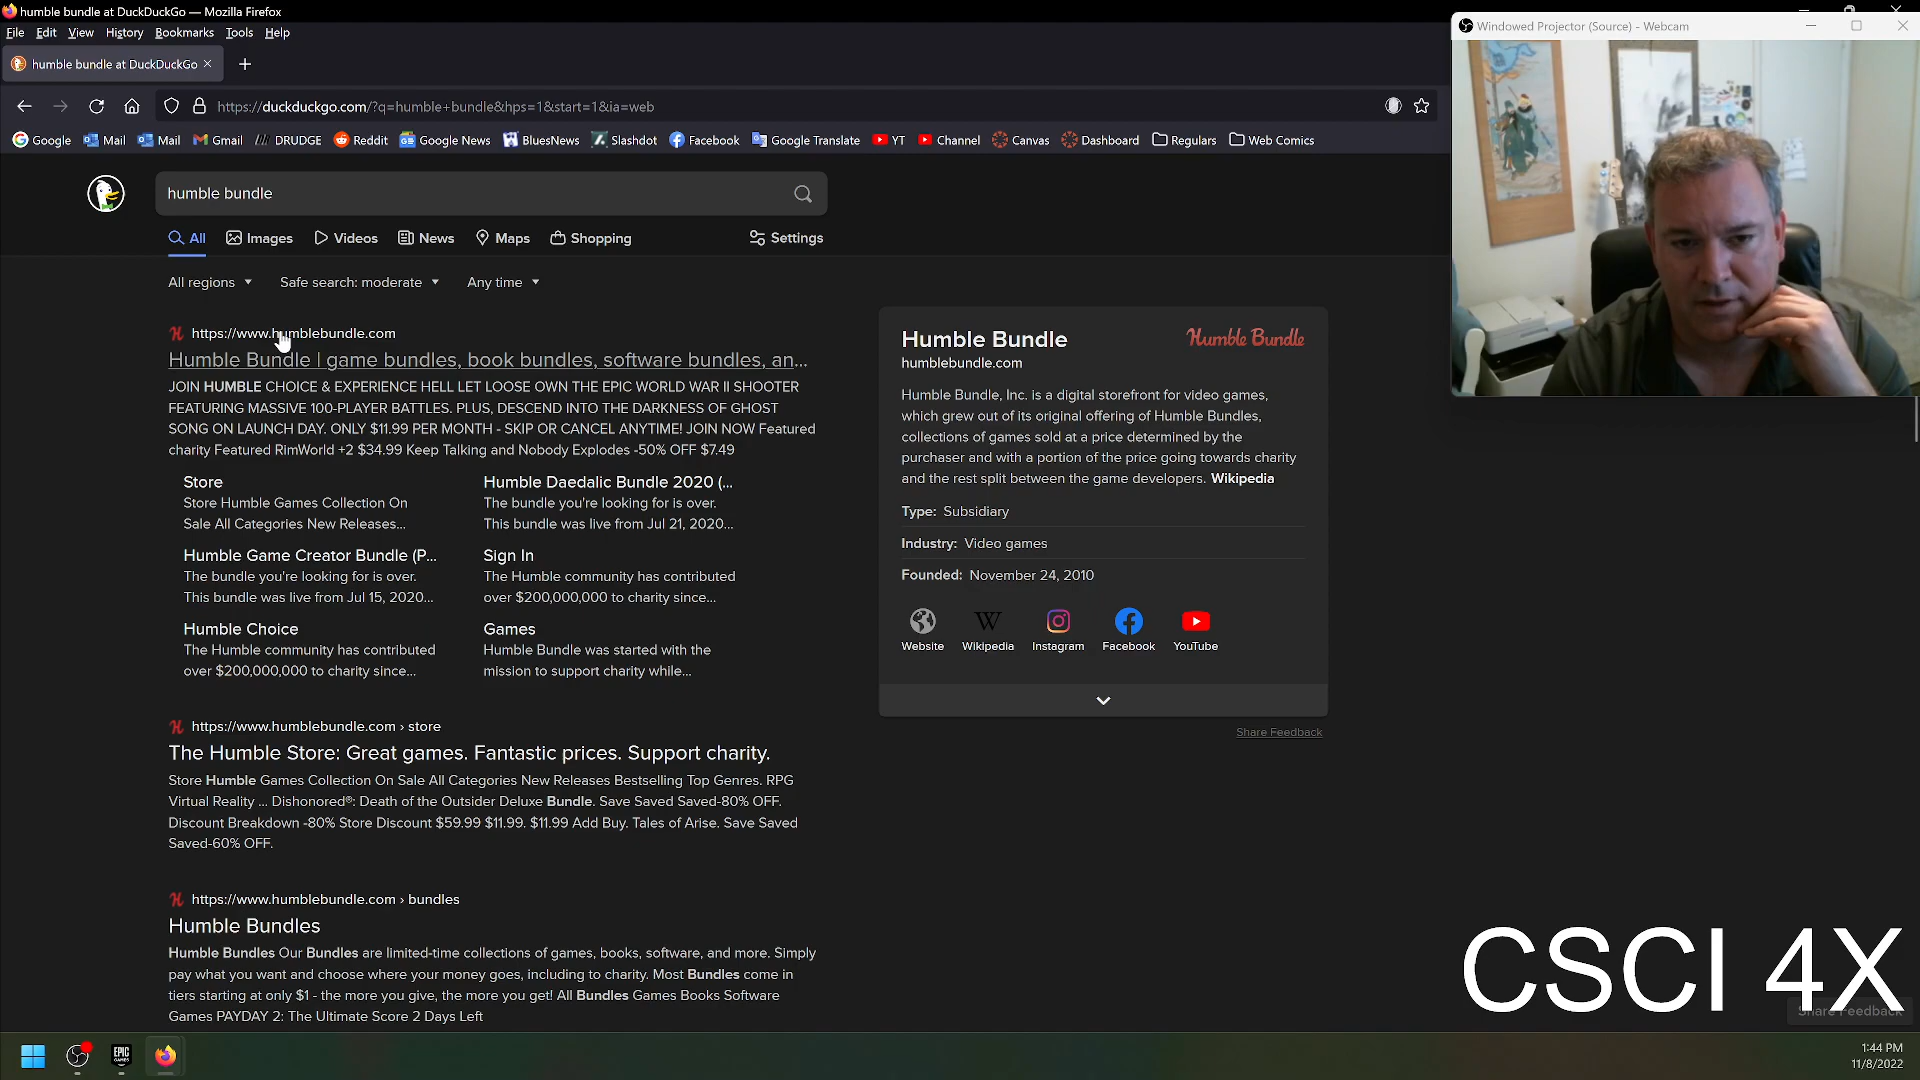 humble bundle at DuckDuckGo — Mozilla Firefox
File Edit View History Bookmarks Tools Help
humble bundle at DuckDuckGo
https://duckduckgo.com/?q=humble+bundle&hps=1&start=1&ia=web
Google Mail Mail Gmail DRUDGE Reddit Google News BluesNews Slashdot Facebook Google Translate YT Channel Canvas Dashboard Regulars Web Comics
Windowed Projector (Source) - Webcam
humble bundle
All Images Videos News Maps Shopping Settings
All regions Safe search: moderate Any time
https://www.humblebundle.com
Humble Bundle | game bundles, book bundles, software bundles, an...
JOIN HUMBLE CHOICE & EXPERIENCE HELL LET LOOSE OWN THE EPIC WORLD WAR II SHOOTER
FEATURING MASSIVE 100-PLAYER BATTLES. PLUS, DESCEND INTO THE DARKNESS OF GHOST
SONG ON LAUNCH DAY. ONLY $11.99 PER MONTH - SKIP OR CANCEL ANYTIME! JOIN NOW Featured
charity Featured RimWorld +2 $34.99 Keep Talking and Nobody Explodes -50% OFF $7.49
Store
Store Humble Games Collection On
Sale All Categories New Releases...
Humble Daedalic Bundle 2020 (...
The bundle you're looking for is over.
This bundle was live from Jul 21, 2020...
Humble Game Creator Bundle (P...
The bundle you're looking for is over.
This bundle was live from Jul 15, 2020...
Sign In
The Humble community has contributed
over $200,000,000 to charity since...
Humble Choice
The Humble community has contributed
over $200,000,000 to charity since...
Games
Humble Bundle was started with the
mission to support charity while...
https://www.humblebundle.com › store
The Humble Store: Great games. Fantastic prices. Support charity.
Store Humble Games Collection On Sale All Categories New Releases Bestselling Top Genres. RPG
Virtual Reality ... Dishonored®: Death of the Outsider Deluxe Bundle. Save Saved Saved-80% OFF.
Discount Breakdown -80% Store Discount $59.99 $11.99. $11.99 Add Buy. Tales of Arise. Save Saved
Saved-60% OFF.
https://www.humblebundle.com › bundles
Humble Bundles
Humble Bundles Our Bundles are limited-time collections of games, books, software, and more. Simply
pay what you want and choose where your money goes, including to charity. Most Bundles come in
tiers starting at only $1 - the more you give, the more you get! All Bundles Games Books Software
Games PAYDAY 2: The Ultimate Score 2 Days Left
Humble Bundle
Humble Bundle
humblebundle.com
Humble Bundle, Inc. is a digital storefront for video games,
which grew out of its original offering of Humble Bundles,
collections of games sold at a price determined by the
purchaser and with a portion of the price going towards charity
and the rest split between the game developers. Wikipedia
Type: Subsidiary
Industry: Video games
Founded: November 24, 2010
Website Wikipedia Instagram Facebook YouTube
Share Feedback
CSCI 4X
Share Feedback
EPIC GAMES
1:44 PM
11/8/2022